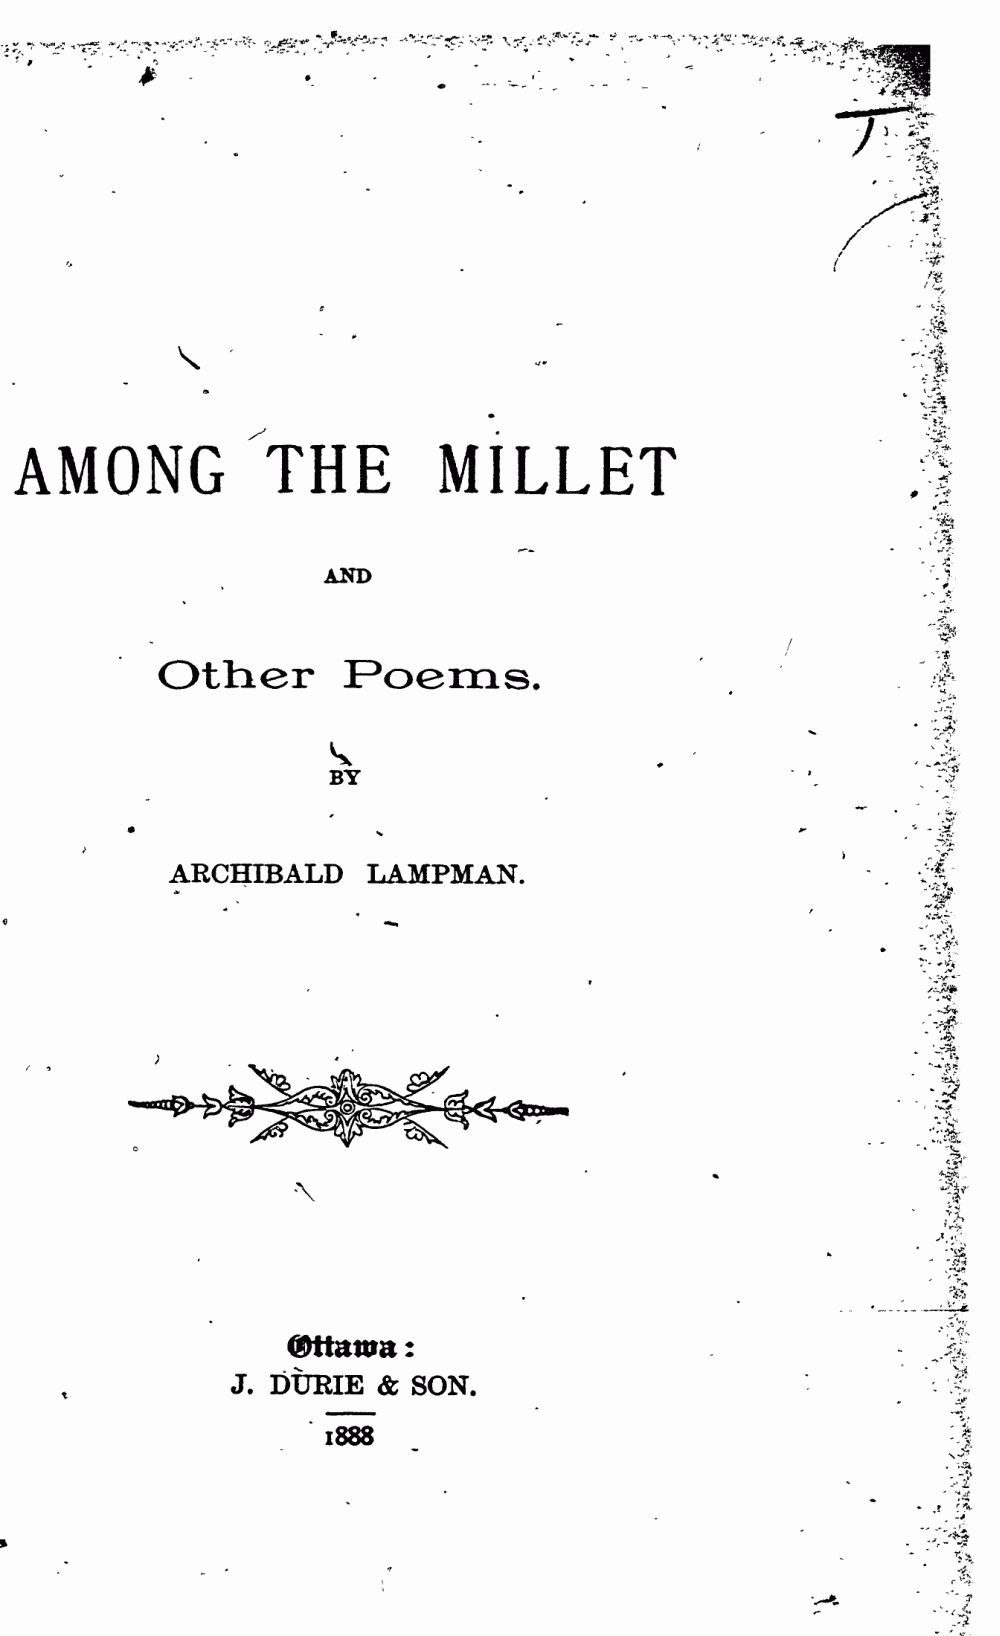 AMONG THE MILLET
AND
Other Poems.
BY
ARCHIBALD LAMPMAN.
Ottawa:
J. DURIE & SON.
1888